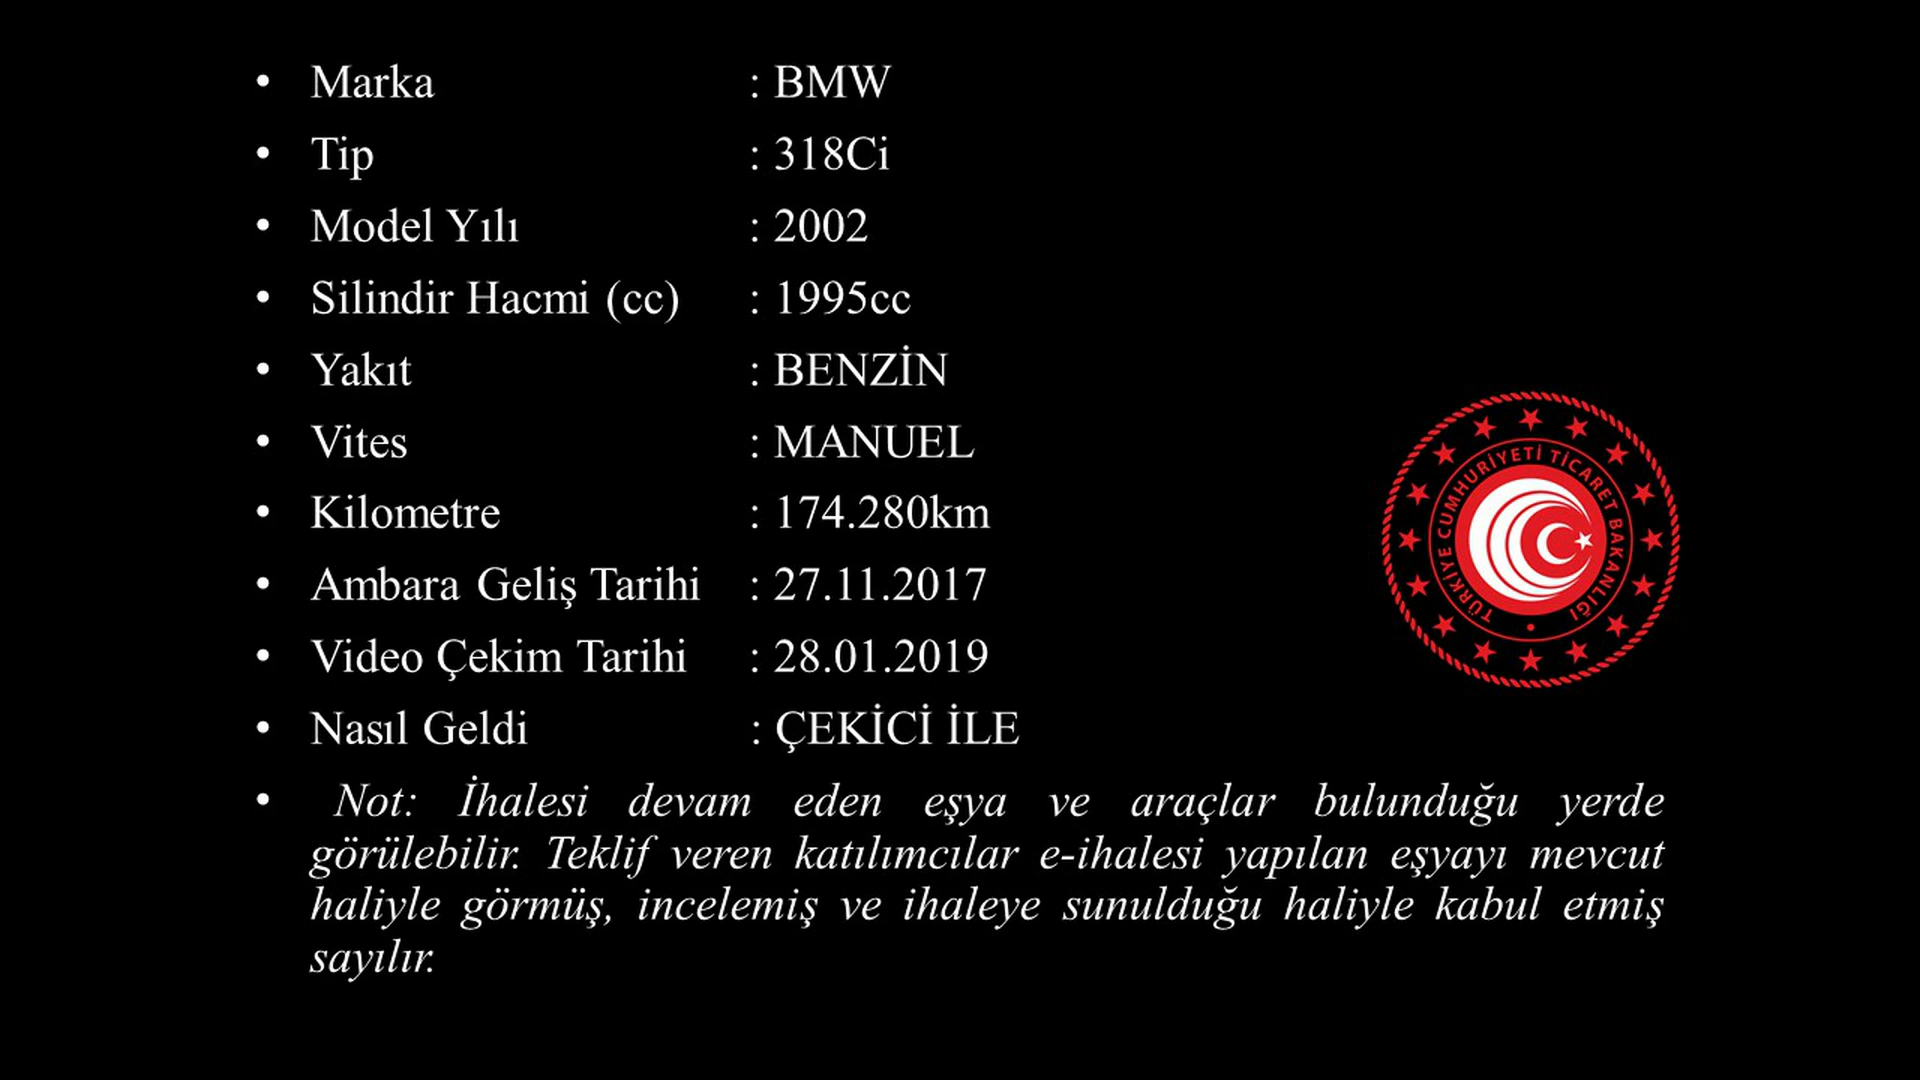 • Marka : BMW
• Tip : 318Ci
• Model Yılı : 2002
• Silindir Hacmi (cc) : 1995cc
• Yakıt : BENZİN
• Vites : MANUEL
• Kilometre : 174.280km
• Ambara Geliş Tarihi : 27.11.2017
• Video Çekim Tarihi : 28.01.2019
• Nasıl Geldi : ÇEKİCİ İLE
• Not: İhalesi devam eden eşya ve araçlar bulunduğu yerde
görülebilir. Teklif veren katılımcılar e-ihalesi yapılan eşyayı mevcut
haliyle görmüş, incelemiş ve ihaleye sunulduğu haliyle kabul etmiş
sayılır.
TÜRKİYE CUMHURİYETİ TİCARET BAKANLIĞI